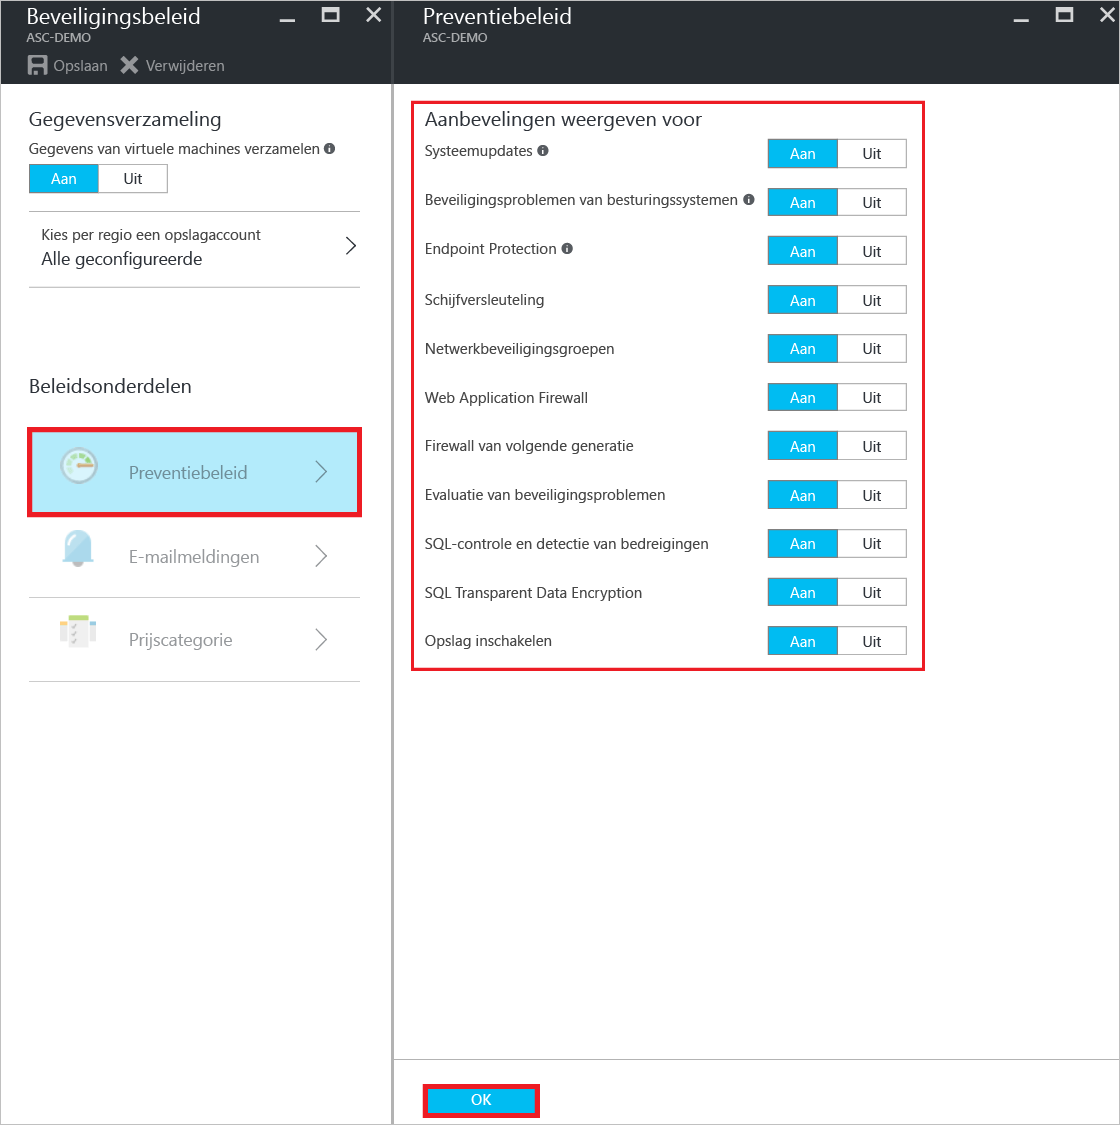 Beveiligingsbeleid
ASC-DEMO
Opslaan Verwijderen
Gegevensverzameling
Gegevens van virtuele machines verzamelen
Aan Uit
Kies per regio een opslagaccount
Alle geconfigureerde
Beleidsonderdelen
Preventiebeleid
E-mailmeldingen
Prijscategorie
Preventiebeleid
ASC-DEMO
Aanbevelingen weergeven voor
Systeemupdates Aan Uit
Beveiligingsproblemen van besturingssystemen Aan Uit
Endpoint Protection Aan Uit
Schijfversleuteling Aan Uit
Netwerkbeveiligingsgroepen Aan Uit
Web Application Firewall Aan Uit
Firewall van volgende generatie Aan Uit
Evaluatie van beveiligingsproblemen Aan Uit
SQL-controle en detectie van bedreigingen Aan Uit
SQL Transparent Data Encryption Aan Uit
Opslag inschakelen Aan Uit
OK